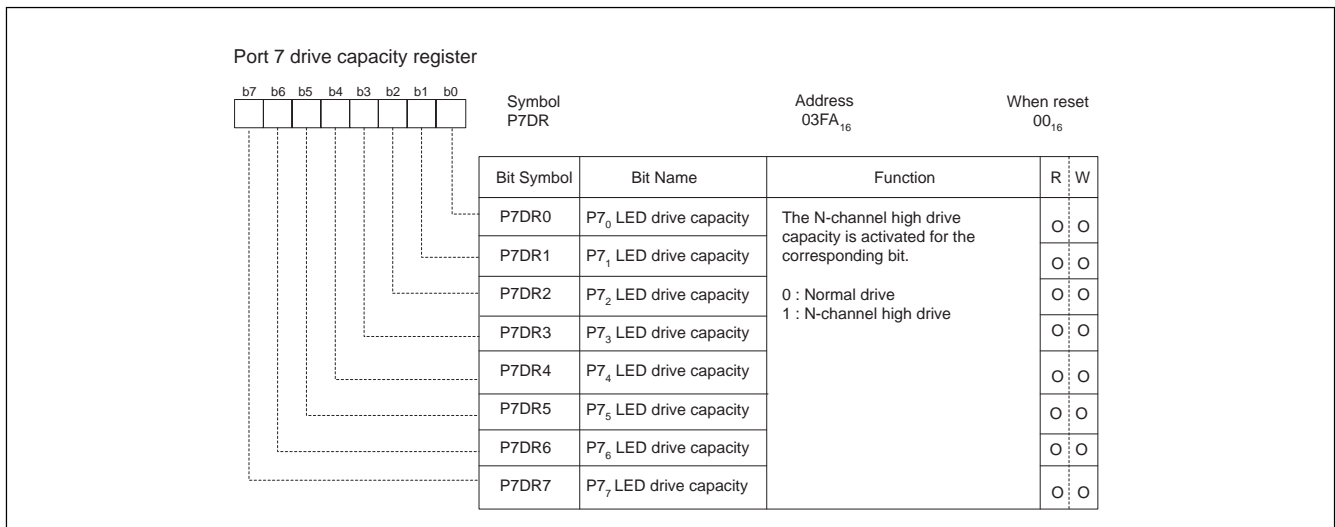 Port 7 drive capacity register
b7 b6 b5 b4 b3 b2 b1 b0
Symbol Address When reset
P7DR 03FA₁₆ 00₁₆
Bit Symbol Bit Name Function R W
P7DR0 P7₀ LED drive capacity The N-channel high drive capacity is activated for the corresponding bit. O O
P7DR1 P7₁ LED drive capacity O O
P7DR2 P7₂ LED drive capacity 0 : Normal drive O O
1 : N-channel high drive
P7DR3 P7₃ LED drive capacity O O
P7DR4 P7₄ LED drive capacity O O
P7DR5 P7₅ LED drive capacity O O
P7DR6 P7₆ LED drive capacity O O
P7DR7 P7₇ LED drive capacity O O